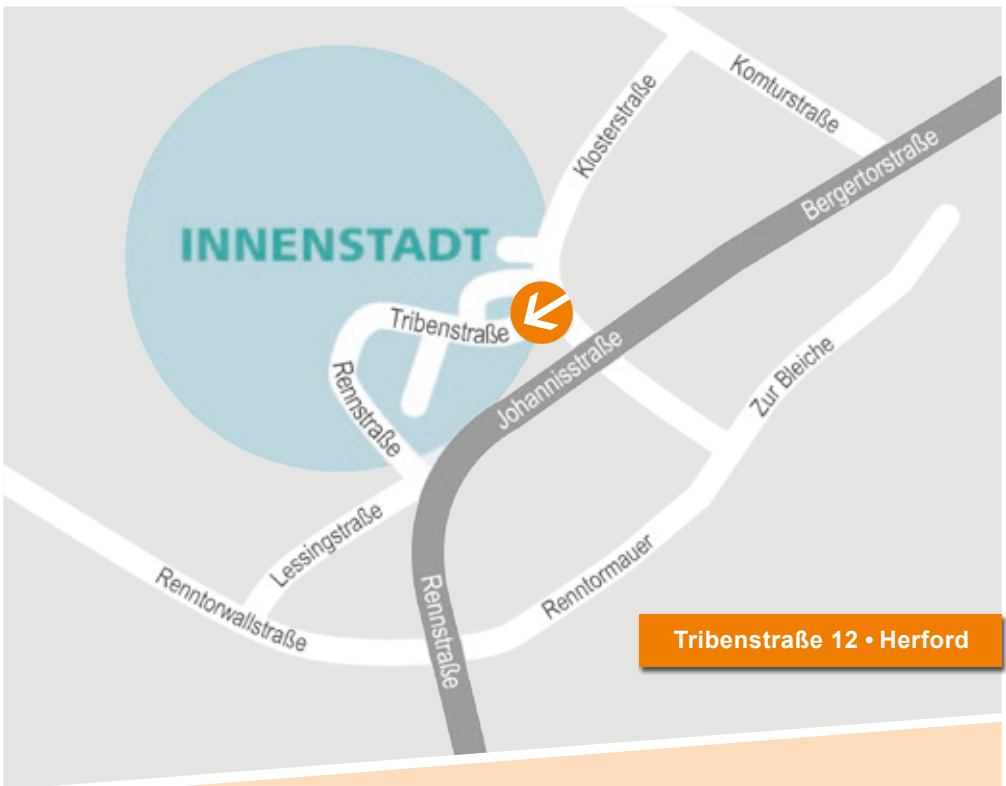 Komturstraße
Klosterstraße
Bergertorstraße
INNENSTADT
Tribenstraße
Johannisstraße
Zur Bleiche
Rennstraße
Lessingstraße
Renntormauer
Renntorwallstraße
Rennstraße
Tribenstraße 12 • Herford